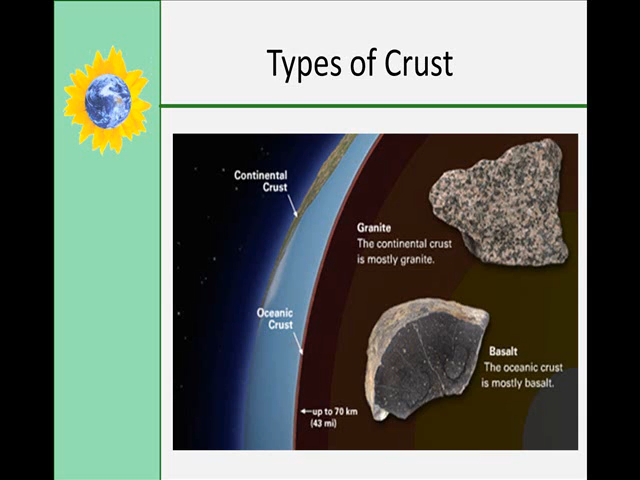 Types of Crust
Continental
Crust
Granite
The continental crust
is mostly granite.
Oceanic
Crust
Basalt
The oceanic crust
is mostly basalt.
up to 70 km
(43 mi)